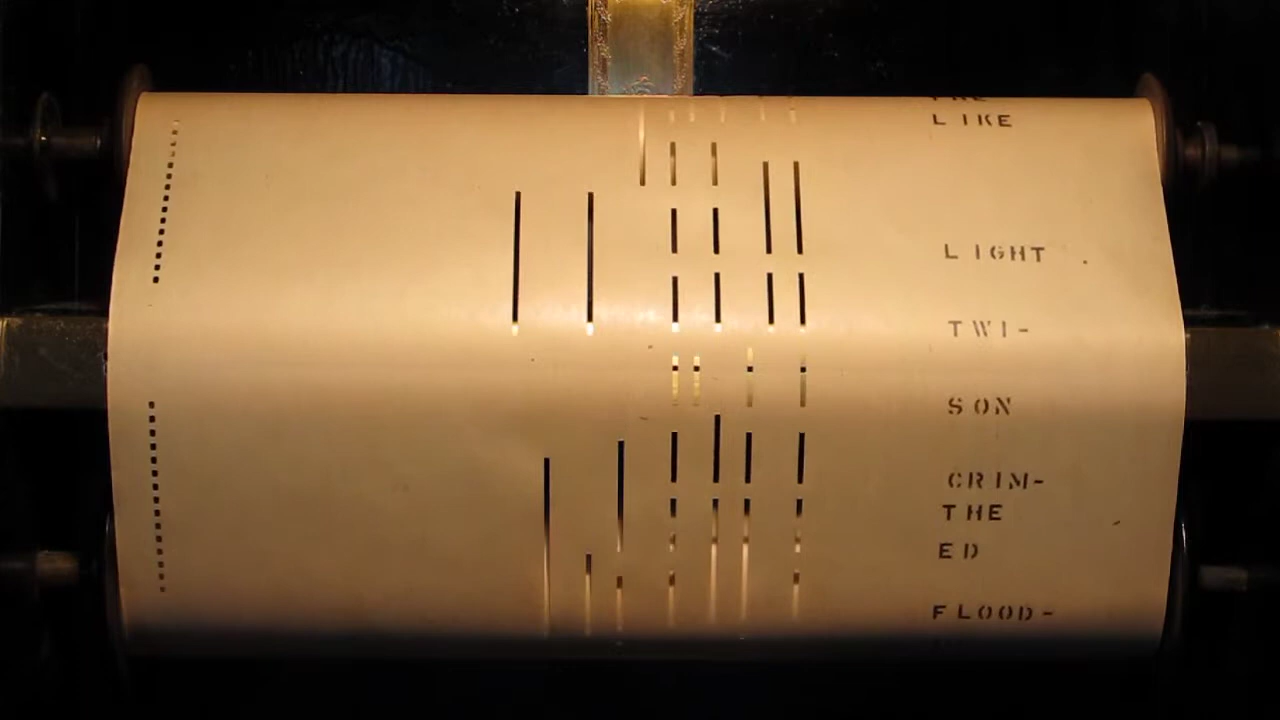 LIKE
LIGHT
TWI-
SON
CRIM-
THE
ED
FLOOD-